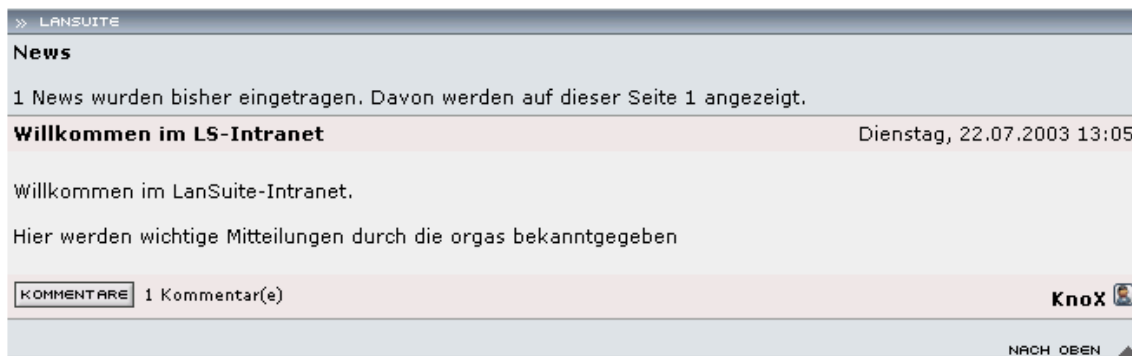 » LANSUITE
News
1 News wurden bisher eingetragen. Davon werden auf dieser Seite 1 angezeigt.
Willkommen im LS-Intranet Dienstag, 22.07.2003 13:05
Willkommen im LanSuite-Intranet.
Hier werden wichtige Mitteilungen durch die orgas bekanntgegeben
KOMMENTARE 1 Kommentar(e) KnoX
NACH OBEN